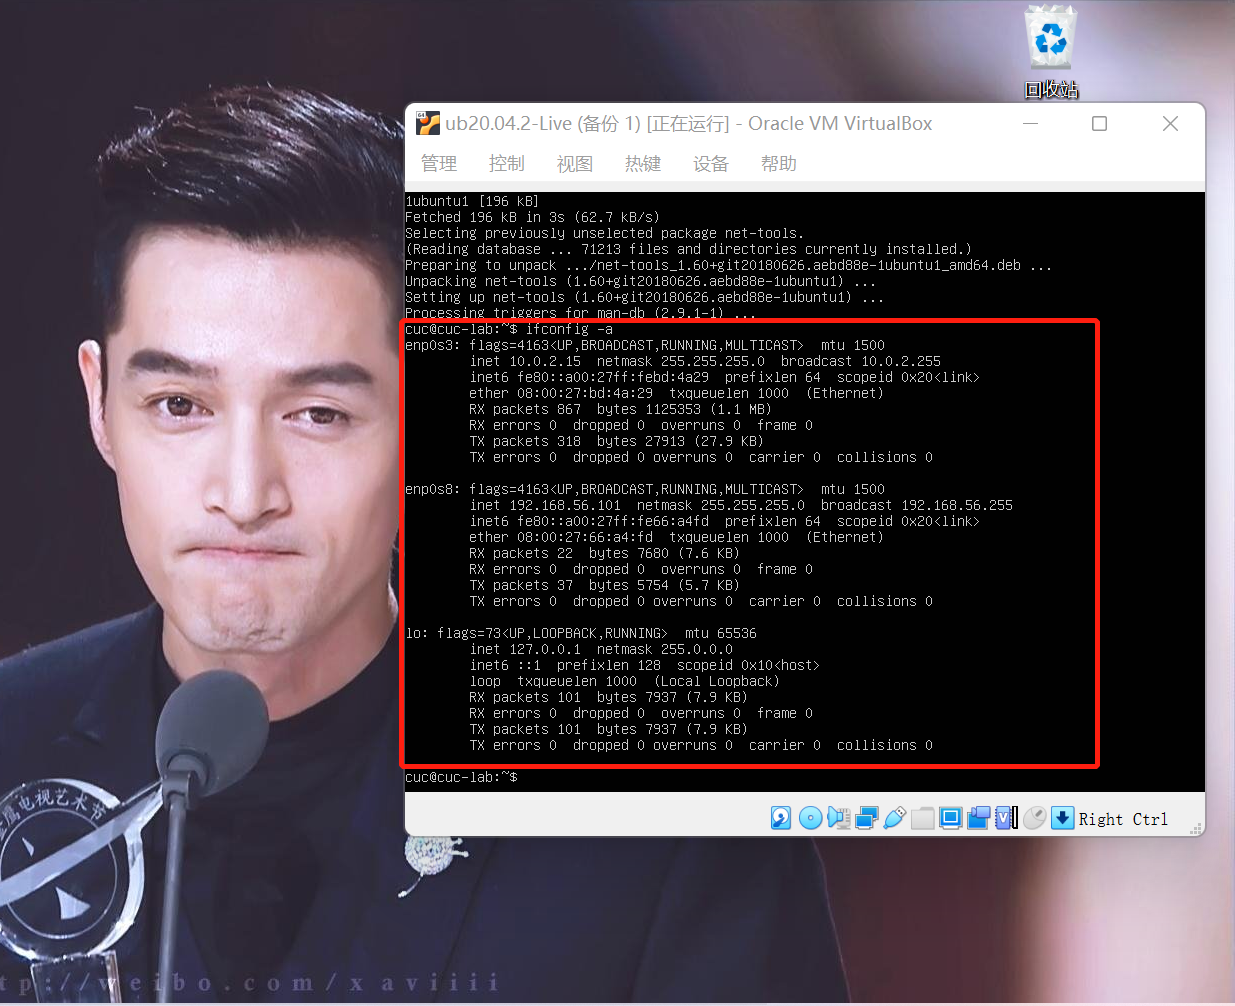 回收站
ub20.04.2-Live (备份 1) [正在运行] - Oracle VM VirtualBox
管理 控制 视图 热键 设备 帮助
1ubuntu1 [196 kB]
Fetched 196 kB in 3s (62.7 kB/s)
Selecting previously unselected package net-tools.
(Reading database ... 71213 files and directories currently installed.)
Preparing to unpack .../net-tools_1.60+git20180626.aebd88e-1ubuntu1_amd64.deb ...
Unpacking net-tools (1.60+git20180626.aebd88e-1ubuntu1) ...
Setting up net-tools (1.60+git20180626.aebd88e-1ubuntu1) ...
Processing triggers for man-db (2.9.1-1) ...
cuc@cuc-lab:~$ ifconfig -a
enp0s3: flags=4163<UP,BROADCAST,RUNNING,MULTICAST>  mtu 1500
inet 10.0.2.15  netmask 255.255.255.0  broadcast 10.0.2.255
inet6 fe80::a00:27ff:febd:4a29  prefixlen 64  scopeid 0x20<link>
ether 08:00:27:bd:4a:29  txqueuelen 1000  (Ethernet)
RX packets 867  bytes 1125353 (1.1 MB)
RX errors 0  dropped 0  overruns 0  frame 0
TX packets 318  bytes 27913 (27.9 KB)
TX errors 0  dropped 0 overruns 0  carrier 0  collisions 0
enp0s8: flags=4163<UP,BROADCAST,RUNNING,MULTICAST>  mtu 1500
inet 192.168.56.101  netmask 255.255.255.0  broadcast 192.168.56.255
inet6 fe80::a00:27ff:fe66:a4fd  prefixlen 64  scopeid 0x20<link>
ether 08:00:27:66:a4:fd  txqueuelen 1000  (Ethernet)
RX packets 22  bytes 7680 (7.6 KB)
RX errors 0  dropped 0  overruns 0  frame 0
TX packets 37  bytes 5754 (5.7 KB)
TX errors 0  dropped 0 overruns 0  carrier 0  collisions 0
lo: flags=73<UP,LOOPBACK,RUNNING>  mtu 65536
inet 127.0.0.1  netmask 255.0.0.0
inet6 ::1  prefixlen 128  scopeid 0x10<host>
loop  txqueuelen 1000  (Local Loopback)
RX packets 101  bytes 7937 (7.9 KB)
RX errors 0  dropped 0  overruns 0  frame 0
TX packets 101  bytes 7937 (7.9 KB)
TX errors 0  dropped 0 overruns 0  carrier 0  collisions 0
cuc@cuc-lab:~$
Right Ctrl
鹰电视艺术节
tp://weibo.com/xaviiii